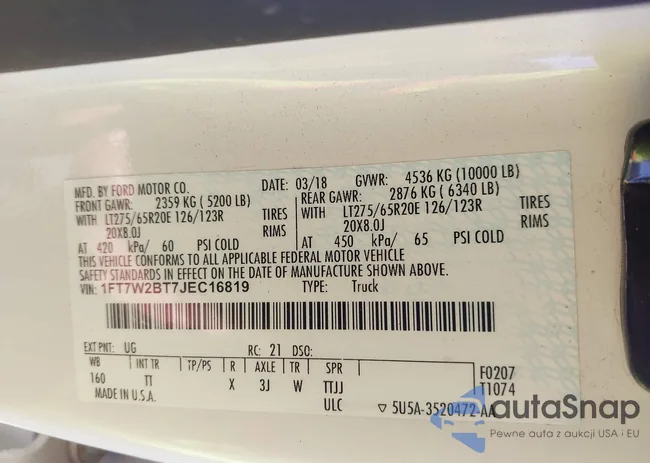 MFD. BY FORD MOTOR CO. DATE: 03/18 GVWR: 4536 KG (10000 LB)
FRONT GAWR: 2359 KG ( 5200 LB) REAR GAWR: 2876 KG ( 6340 LB)
WITH LT275/65R20E 126/123R TIRES WITH LT275/65R20E 126/123R TIRES
20X8.0J RIMS 20X8.0J RIMS
AT 420 kPa/ 60 PSI COLD AT 450 kPa/ 65 PSI COLD
THIS VEHICLE CONFORMS TO ALL APPLICABLE FEDERAL MOTOR VEHICLE
SAFETY STANDARDS IN EFFECT ON THE DATE OF MANUFACTURE SHOWN ABOVE.
VIN: 1FT7W2BT7JEC16819 TYPE: Truck
EXT PNT: UG RC: 21 DSO:
WB INT TR TP/PS R AXLE TR SPR F0207
160 TT X 3J W TTJJ T1074
MADE IN U.S.A. ULC ▽ 5U5A-3520472-AA
autaSnap
Pewne auta z aukcji USA i EU